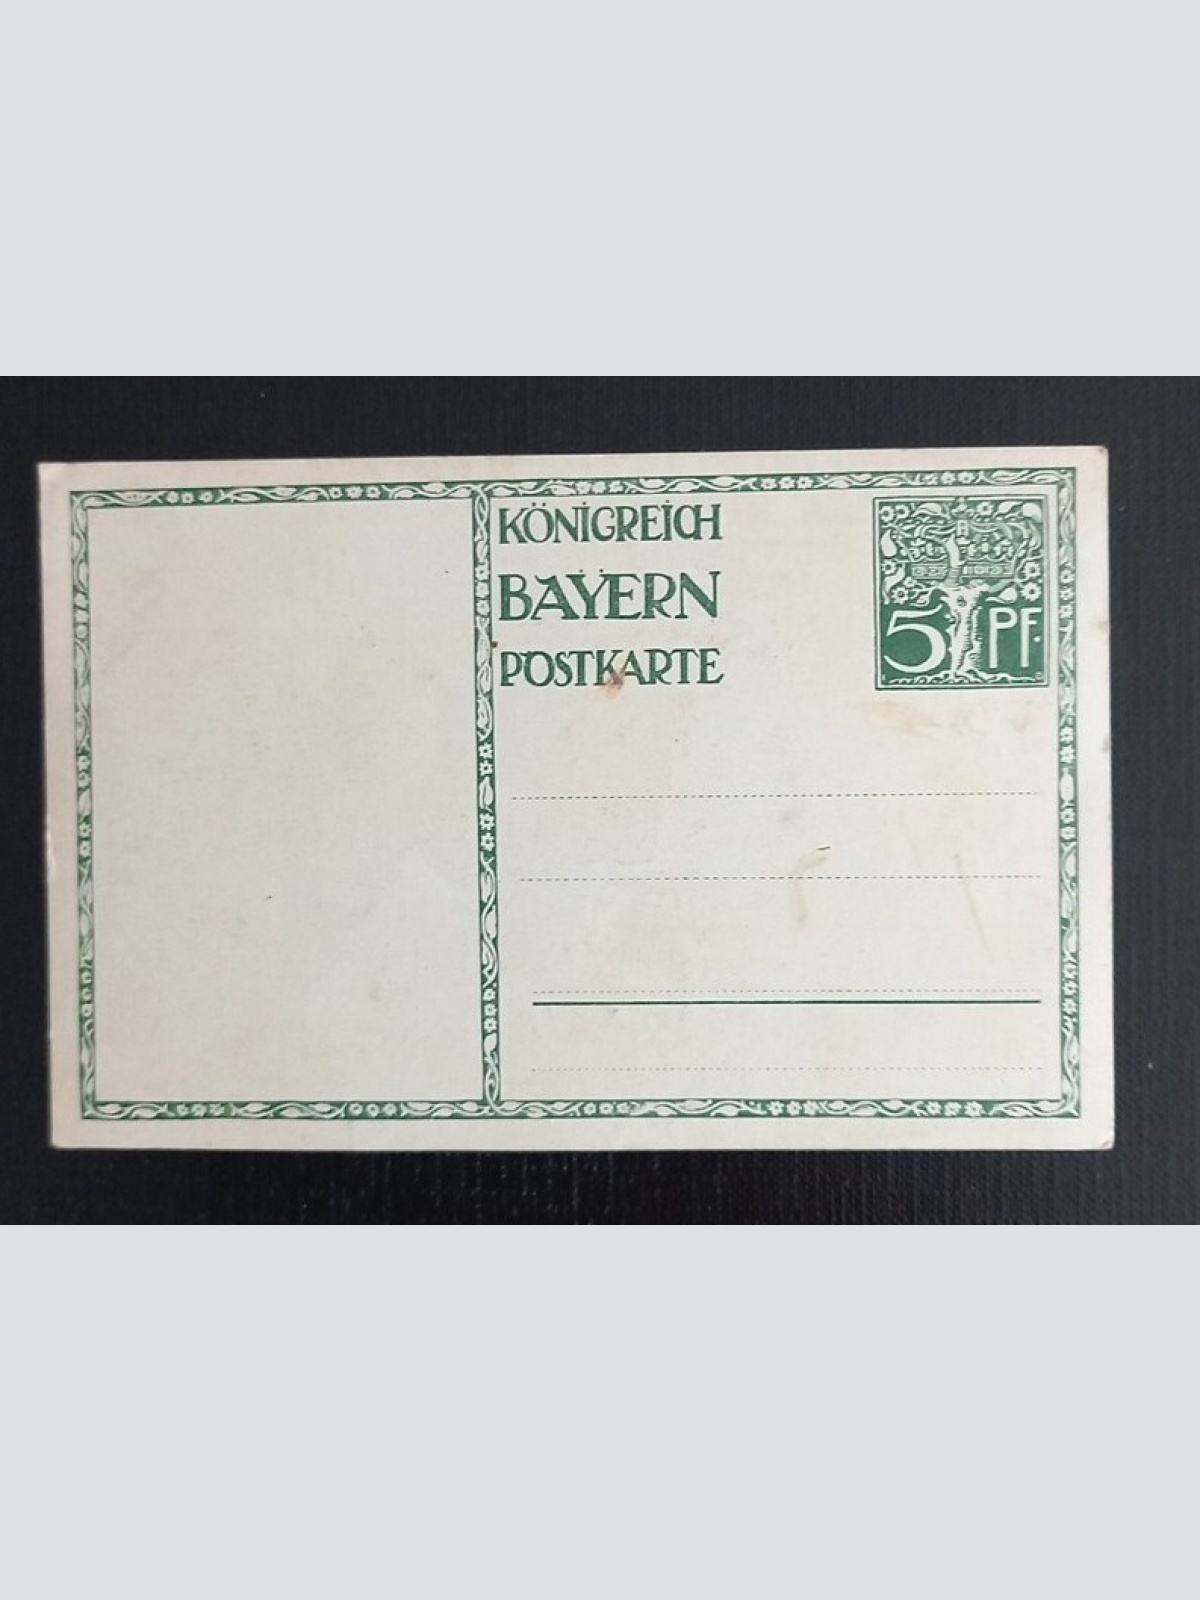 KÖNIGREICH
BAYERN
POSTKARTE
5 PF.